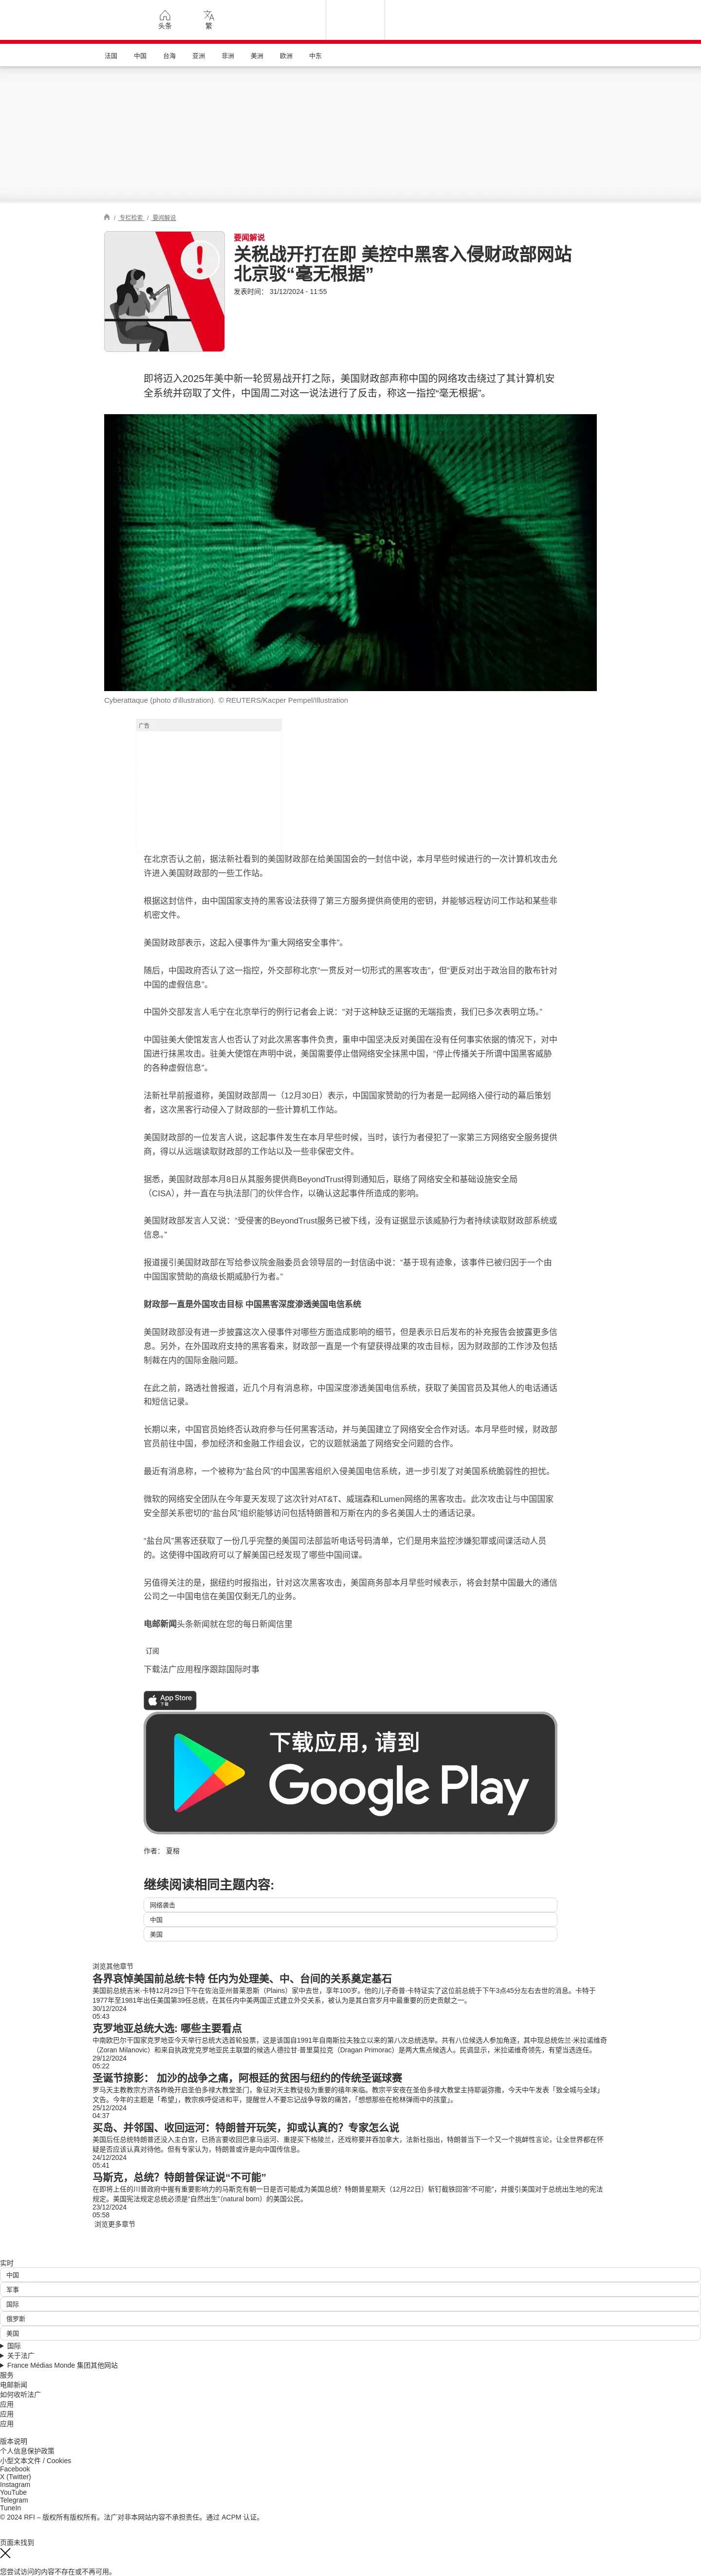 头条
繁
法国 中国 台海 亚洲 非洲 美洲 欧洲 中东
/ 专栏检索 / 要闻解说
要闻解说
关税战开打在即 美控中黑客入侵财政部网站
北京驳“毫无根据”
发表时间： 31/12/2024 - 11:55
即将迈入2025年美中新一轮贸易战开打之际，美国财政部声称中国的网络攻击绕过了其计算机安
全系统并窃取了文件，中国周二对这一说法进行了反击，称这一指控“毫无根据”。
Cyberattaque (photo d'illustration). © REUTERS/Kacper Pempel/Illustration
广告
在北京否认之前，据法新社看到的美国财政部在给美国国会的一封信中说，本月早些时候进行的一次计算机攻击允
许进入美国财政部的一些工作站。
根据这封信件，由中国国家支持的黑客设法获得了第三方服务提供商使用的密钥，并能够远程访问工作站和某些非
机密文件。
美国财政部表示，这起入侵事件为“重大网络安全事件”。
随后，中国政府否认了这一指控，外交部称北京“一贯反对一切形式的黑客攻击”，但“更反对出于政治目的散布针对
中国的虚假信息”。
中国外交部发言人毛宁在北京举行的例行记者会上说：“对于这种缺乏证据的无端指责，我们已多次表明立场。”
中国驻美大使馆发言人也否认了对此次黑客事件负责，重申中国坚决反对美国在没有任何事实依据的情况下，对中
国进行抹黑攻击。驻美大使馆在声明中说，美国需要停止借网络安全抹黑中国，“停止传播关于所谓中国黑客威胁
的各种虚假信息”。
法新社早前报道称，美国财政部周一（12月30日）表示，中国国家赞助的行为者是一起网络入侵行动的幕后策划
者，这次黑客行动侵入了财政部的一些计算机工作站。
美国财政部的一位发言人说，这起事件发生在本月早些时候，当时，该行为者侵犯了一家第三方网络安全服务提供
商，得以从远端读取财政部的工作站以及一些非保密文件。
据悉，美国财政部本月8日从其服务提供商BeyondTrust得到通知后，联络了网络安全和基础设施安全局
（CISA），并一直在与执法部门的伙伴合作，以确认这起事件所造成的影响。
美国财政部发言人又说：“受侵害的BeyondTrust服务已被下线，没有证据显示该威胁行为者持续读取财政部系统或
信息。”
报道援引美国财政部在写给参议院金融委员会领导层的一封信函中说：“基于现有迹象，该事件已被归因于一个由
中国国家赞助的高级长期威胁行为者。”
财政部一直是外国攻击目标 中国黑客深度渗透美国电信系统
美国财政部没有进一步披露这次入侵事件对哪些方面造成影响的细节，但是表示日后发布的补充报告会披露更多信
息。另外，在外国政府支持的黑客看来，财政部一直是一个有望获得战果的攻击目标，因为财政部的工作涉及包括
制裁在内的国际金融问题。
在此之前，路透社曾报道，近几个月有消息称，中国深度渗透美国电信系统，获取了美国官员及其他人的电话通话
和短信记录。
长期以来，中国官员始终否认政府参与任何黑客活动，并与美国建立了网络安全合作对话。本月早些时候，财政部
官员前往中国，参加经济和金融工作组会议，它的议题就涵盖了网络安全问题的合作。
最近有消息称，一个被称为“盐台风”的中国黑客组织入侵美国电信系统，进一步引发了对美国系统脆弱性的担忧。
微软的网络安全团队在今年夏天发现了这次针对AT&T、威瑞森和Lumen网络的黑客攻击。此次攻击让与中国国家
安全部关系密切的“盐台风”组织能够访问包括特朗普和万斯在内的多名美国人士的通话记录。
“盐台风”黑客还获取了一份几乎完整的美国司法部监听电话号码清单，它们是用来监控涉嫌犯罪或间谍活动人员
的。这使得中国政府可以了解美国已经发现了哪些中国间谍。
另值得关注的是，据纽约时报指出，针对这次黑客攻击，美国商务部本月早些时候表示，将会封禁中国最大的通信
公司之一中国电信在美国仅剩无几的业务。
电邮新闻头条新闻就在您的每日新闻信里
订阅
下载法广应用程序跟踪国际时事
App Store
下载
下载应用，请到
Google Play
作者： 夏榕
继续阅读相同主题内容:
网络袭击
中国
美国
浏览其他章节
各界哀悼美国前总统卡特 任内为处理美、中、台间的关系奠定基石
美国前总统吉米·卡特12月29日下午在佐治亚州普莱恩斯（Plains）家中去世，享年100岁。他的儿子奇普·卡特证实了这位前总统于下午3点45分左右去世的消息。卡特于
1977年至1981年出任美国第39任总统，在其任内中美两国正式建立外交关系，被认为是其白宫岁月中最重要的历史贡献之一。
30/12/2024
05:43
克罗地亚总统大选: 哪些主要看点
中南欧巴尔干国家克罗地亚今天举行总统大选首轮投票，这是该国自1991年自南斯拉夫独立以来的第八次总统选举。共有八位候选人参加角逐，其中现总统佐兰·米拉诺维奇
（Zoran Milanovic）和来自执政党克罗地亚民主联盟的候选人德拉甘·普里莫拉克（Dragan Primorac）是两大焦点候选人。民调显示，米拉诺维奇领先，有望当选连任。
29/12/2024
05:22
圣诞节掠影： 加沙的战争之痛，阿根廷的贫困与纽约的传统圣诞球赛
罗马天主教教宗方济各昨晚开启圣伯多禄大教堂圣门，象征对天主教徒极为重要的禧年来临。教宗平安夜在圣伯多禄大教堂主持耶诞弥撒，今天中午发表「致全城与全球」
文告。今年的主题是「希望」，教宗疾呼促进和平，提醒世人不要忘记战争导致的痛苦，「想想那些在枪林弹雨中的孩童」。
25/12/2024
04:37
买岛、并邻国、收回运河：特朗普开玩笑，抑或认真的？专家怎么说
美国后任总统特朗普还没入主白宫，已扬言要收回巴拿马运河、重提买下格陵兰，还戏称要并吞加拿大，法新社指出，特朗普当下一个又一个挑衅性言论，让全世界都在怀
疑是否应该认真对待他。但有专家认为，特朗普或许是向中国传信息。
24/12/2024
05:41
马斯克，总统？特朗普保证说“不可能”
在即将上任的川普政府中握有重要影响力的马斯克有朝一日是否可能成为美国总统？特朗普星期天（12月22日）斩钉截铁回答“不可能”，并援引美国对于总统出生地的宪法
规定。美国宪法规定总统必须是“自然出生”（natural born）的美国公民。
23/12/2024
05:58
浏览更多章节
实时
中国
军事
国际
俄罗斯
美国
国际
关于法广
France Médias Monde 集团其他网站
服务
电邮新闻
如何收听法广
应用
应用
应用
版本说明
个人信息保护政策
小型文本文件 / Cookies
Facebook
X (Twitter)
Instagram
YouTube
Telegram
TuneIn
© 2024 RFI – 版权所有版权所有。法广对非本网站内容不承担责任。通过 ACPM 认证。
页面未找到
您尝试访问的内容不存在或不再可用。